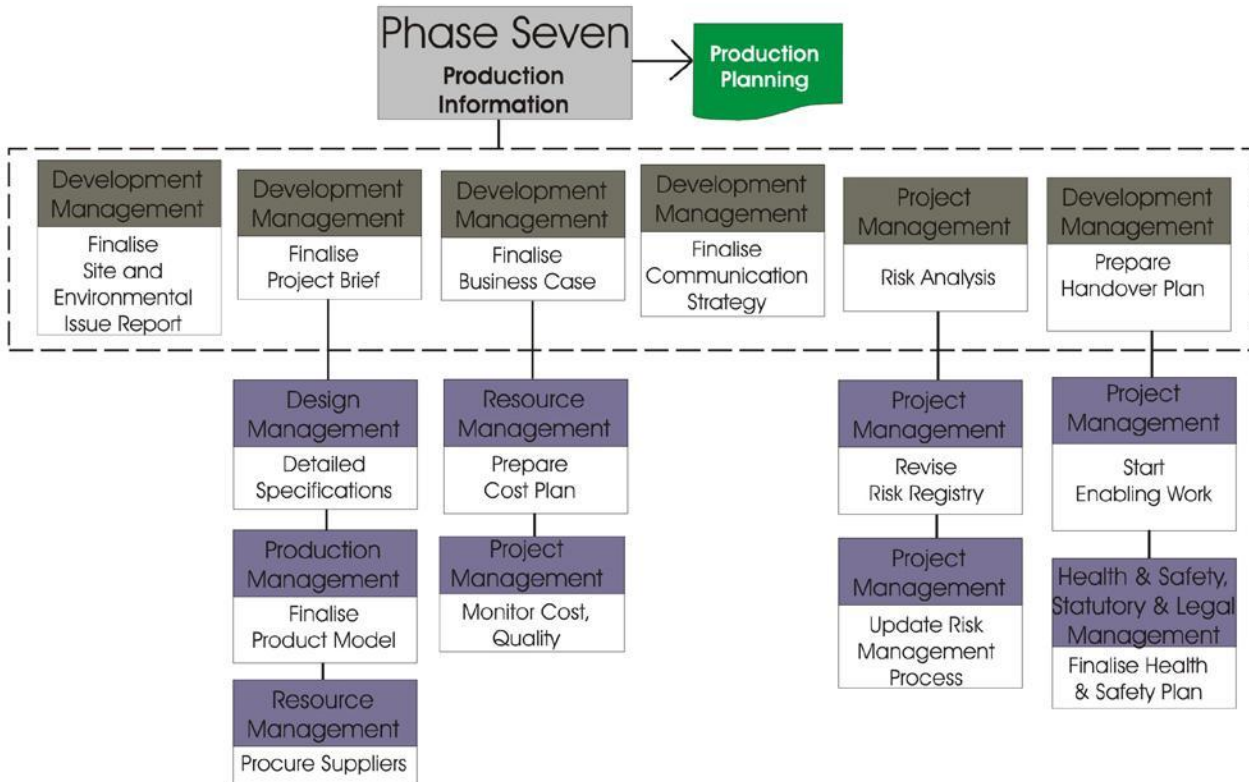 Phase Seven
Production
Information
Production
Planning
Development
Management
Finalise
Site and
Environmental
Issue Report
Development
Management
Finalise
Project Brief
Development
Management
Finalise
Business Case
Development
Management
Finalise
Communication
Strategy
Project
Management
Risk Analysis
Development
Management
Prepare
Handover Plan
Design
Management
Detailed
Specifications
Production
Management
Finalise
Product Model
Resource
Management
Procure Suppliers
Resource
Management
Prepare
Cost Plan
Project
Management
Monitor Cost,
Quality
Project
Management
Revise
Risk Registry
Project
Management
Update Risk
Management
Process
Project
Management
Start
Enabling Work
Health & Safety,
Statutory & Legal
Management
Finalise Health
& Safety Plan